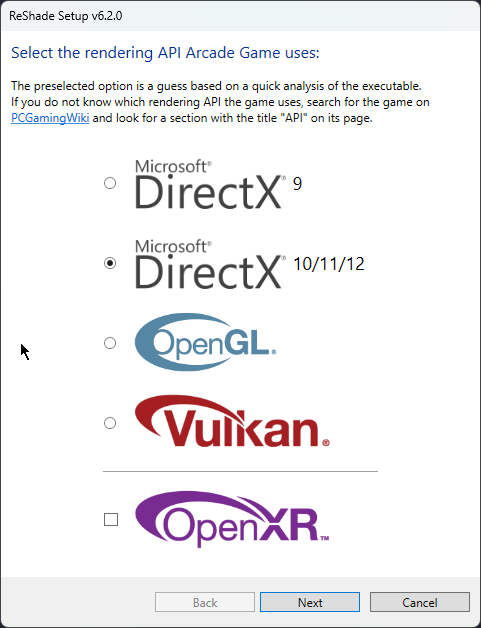 ReShade Setup v6.2.0
Select the rendering API Arcade Game uses:
The preselected option is a guess based on a quick analysis of the executable.
If you do not know which rendering API the game uses, search for the game on
PCGamingWiki and look for a section with the title "API" on its page.
Microsoft®
DirectX® 9
Microsoft®
DirectX® 10/11/12
OpenGL®
Vulkan®
OpenXR™
Back Next Cancel